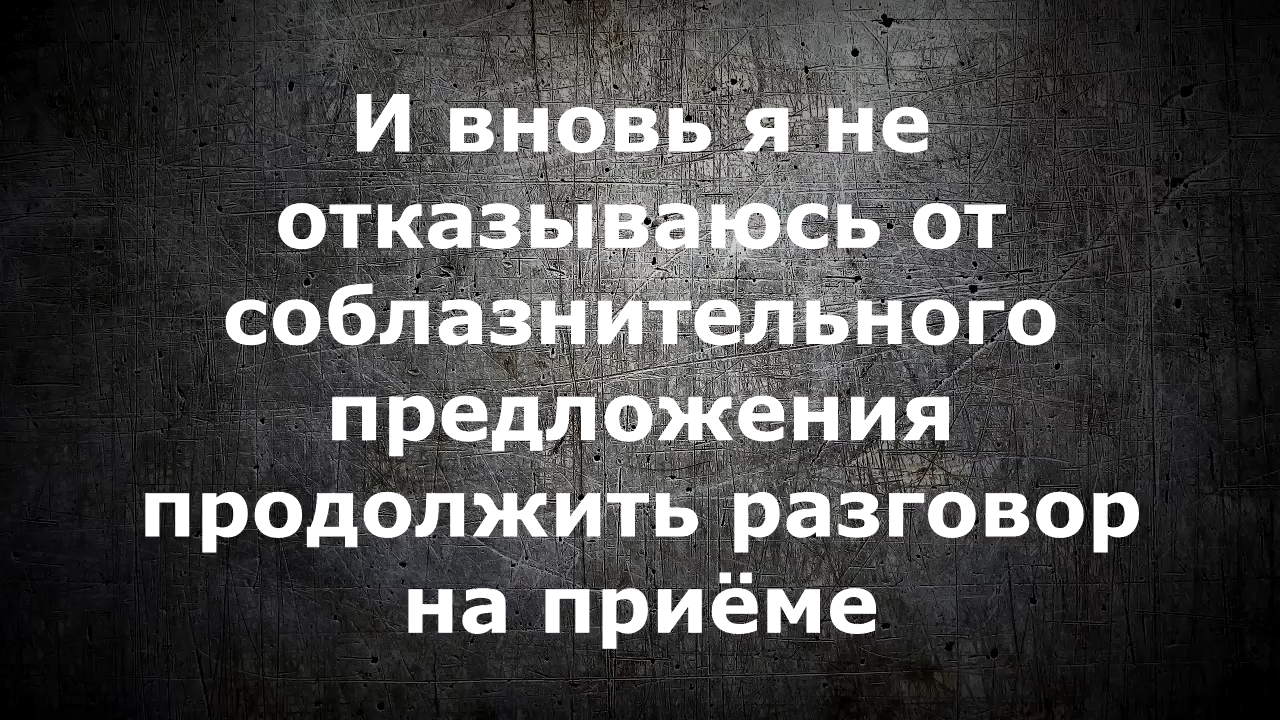 И вновь я не
отказываюсь от
соблазнительного
предложения
продолжить разговор
на приёме